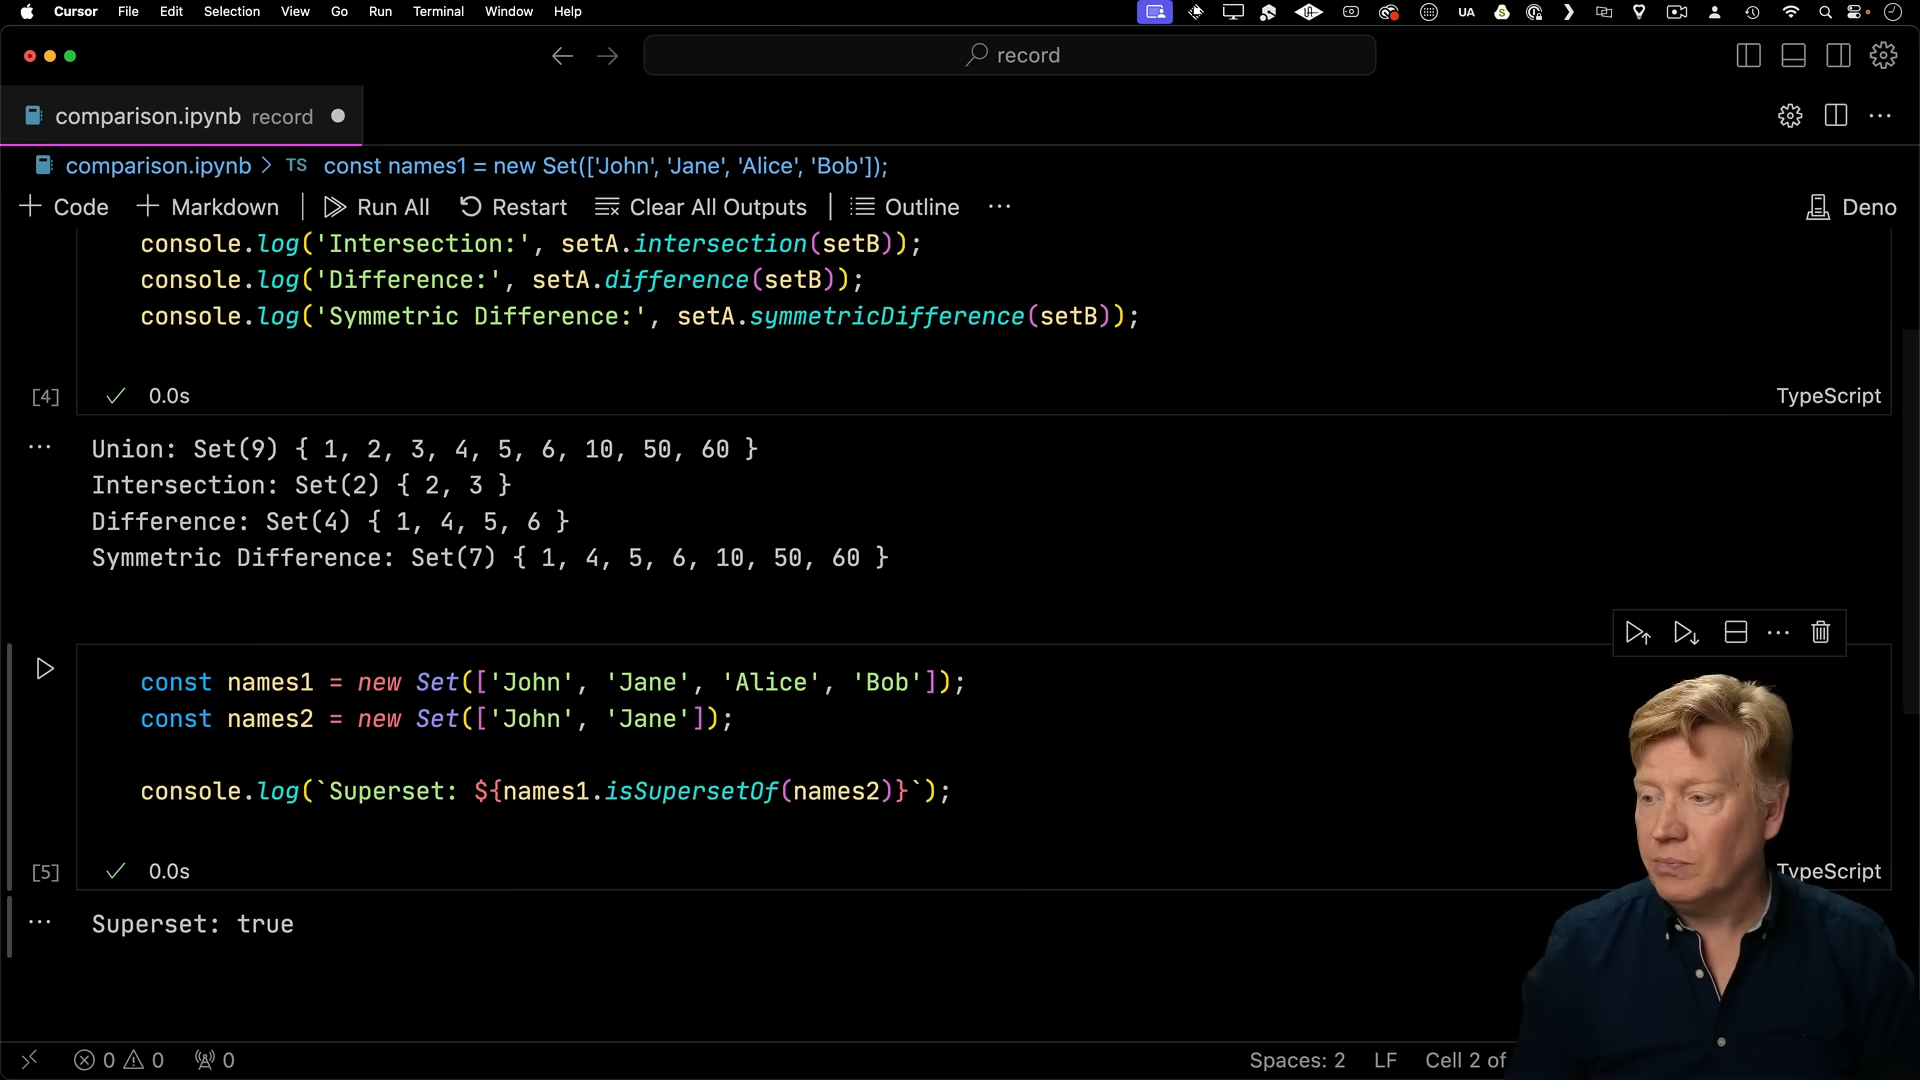 Cursor File Edit Selection View Go Run Terminal Window Help UA
record
comparison.ipynb record
comparison.ipynb > TS const names1 = new Set(['John', 'Jane', 'Alice', 'Bob']);
+ Code + Markdown Run All Restart Clear All Outputs Outline ... Deno
console.log('Intersection:', setA.intersection(setB));
console.log('Difference:', setA.difference(setB));
console.log('Symmetric Difference:', setA.symmetricDifference(setB));
[4] 0.0s TypeScript
Union: Set(9) { 1, 2, 3, 4, 5, 6, 10, 50, 60 }
Intersection: Set(2) { 2, 3 }
Difference: Set(4) { 1, 4, 5, 6 }
Symmetric Difference: Set(7) { 1, 4, 5, 6, 10, 50, 60 }
const names1 = new Set(['John', 'Jane', 'Alice', 'Bob']);
const names2 = new Set(['John', 'Jane']);
console.log(`Superset: ${names1.isSupersetOf(names2)}`);
[5] 0.0s TypeScript
Superset: true
0 0 0 Spaces: 2 LF Cell 2 of